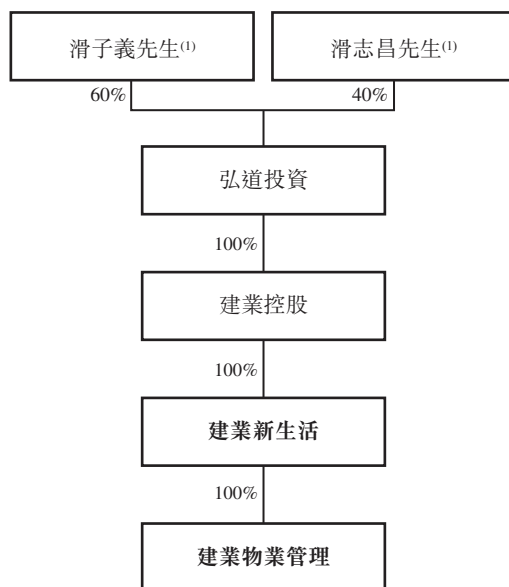 滑子義先生(1)
滑志昌先生(1)
60%
40%
弘道投資
100%
建業控股
100%
建業新生活
100%
建業物業管理